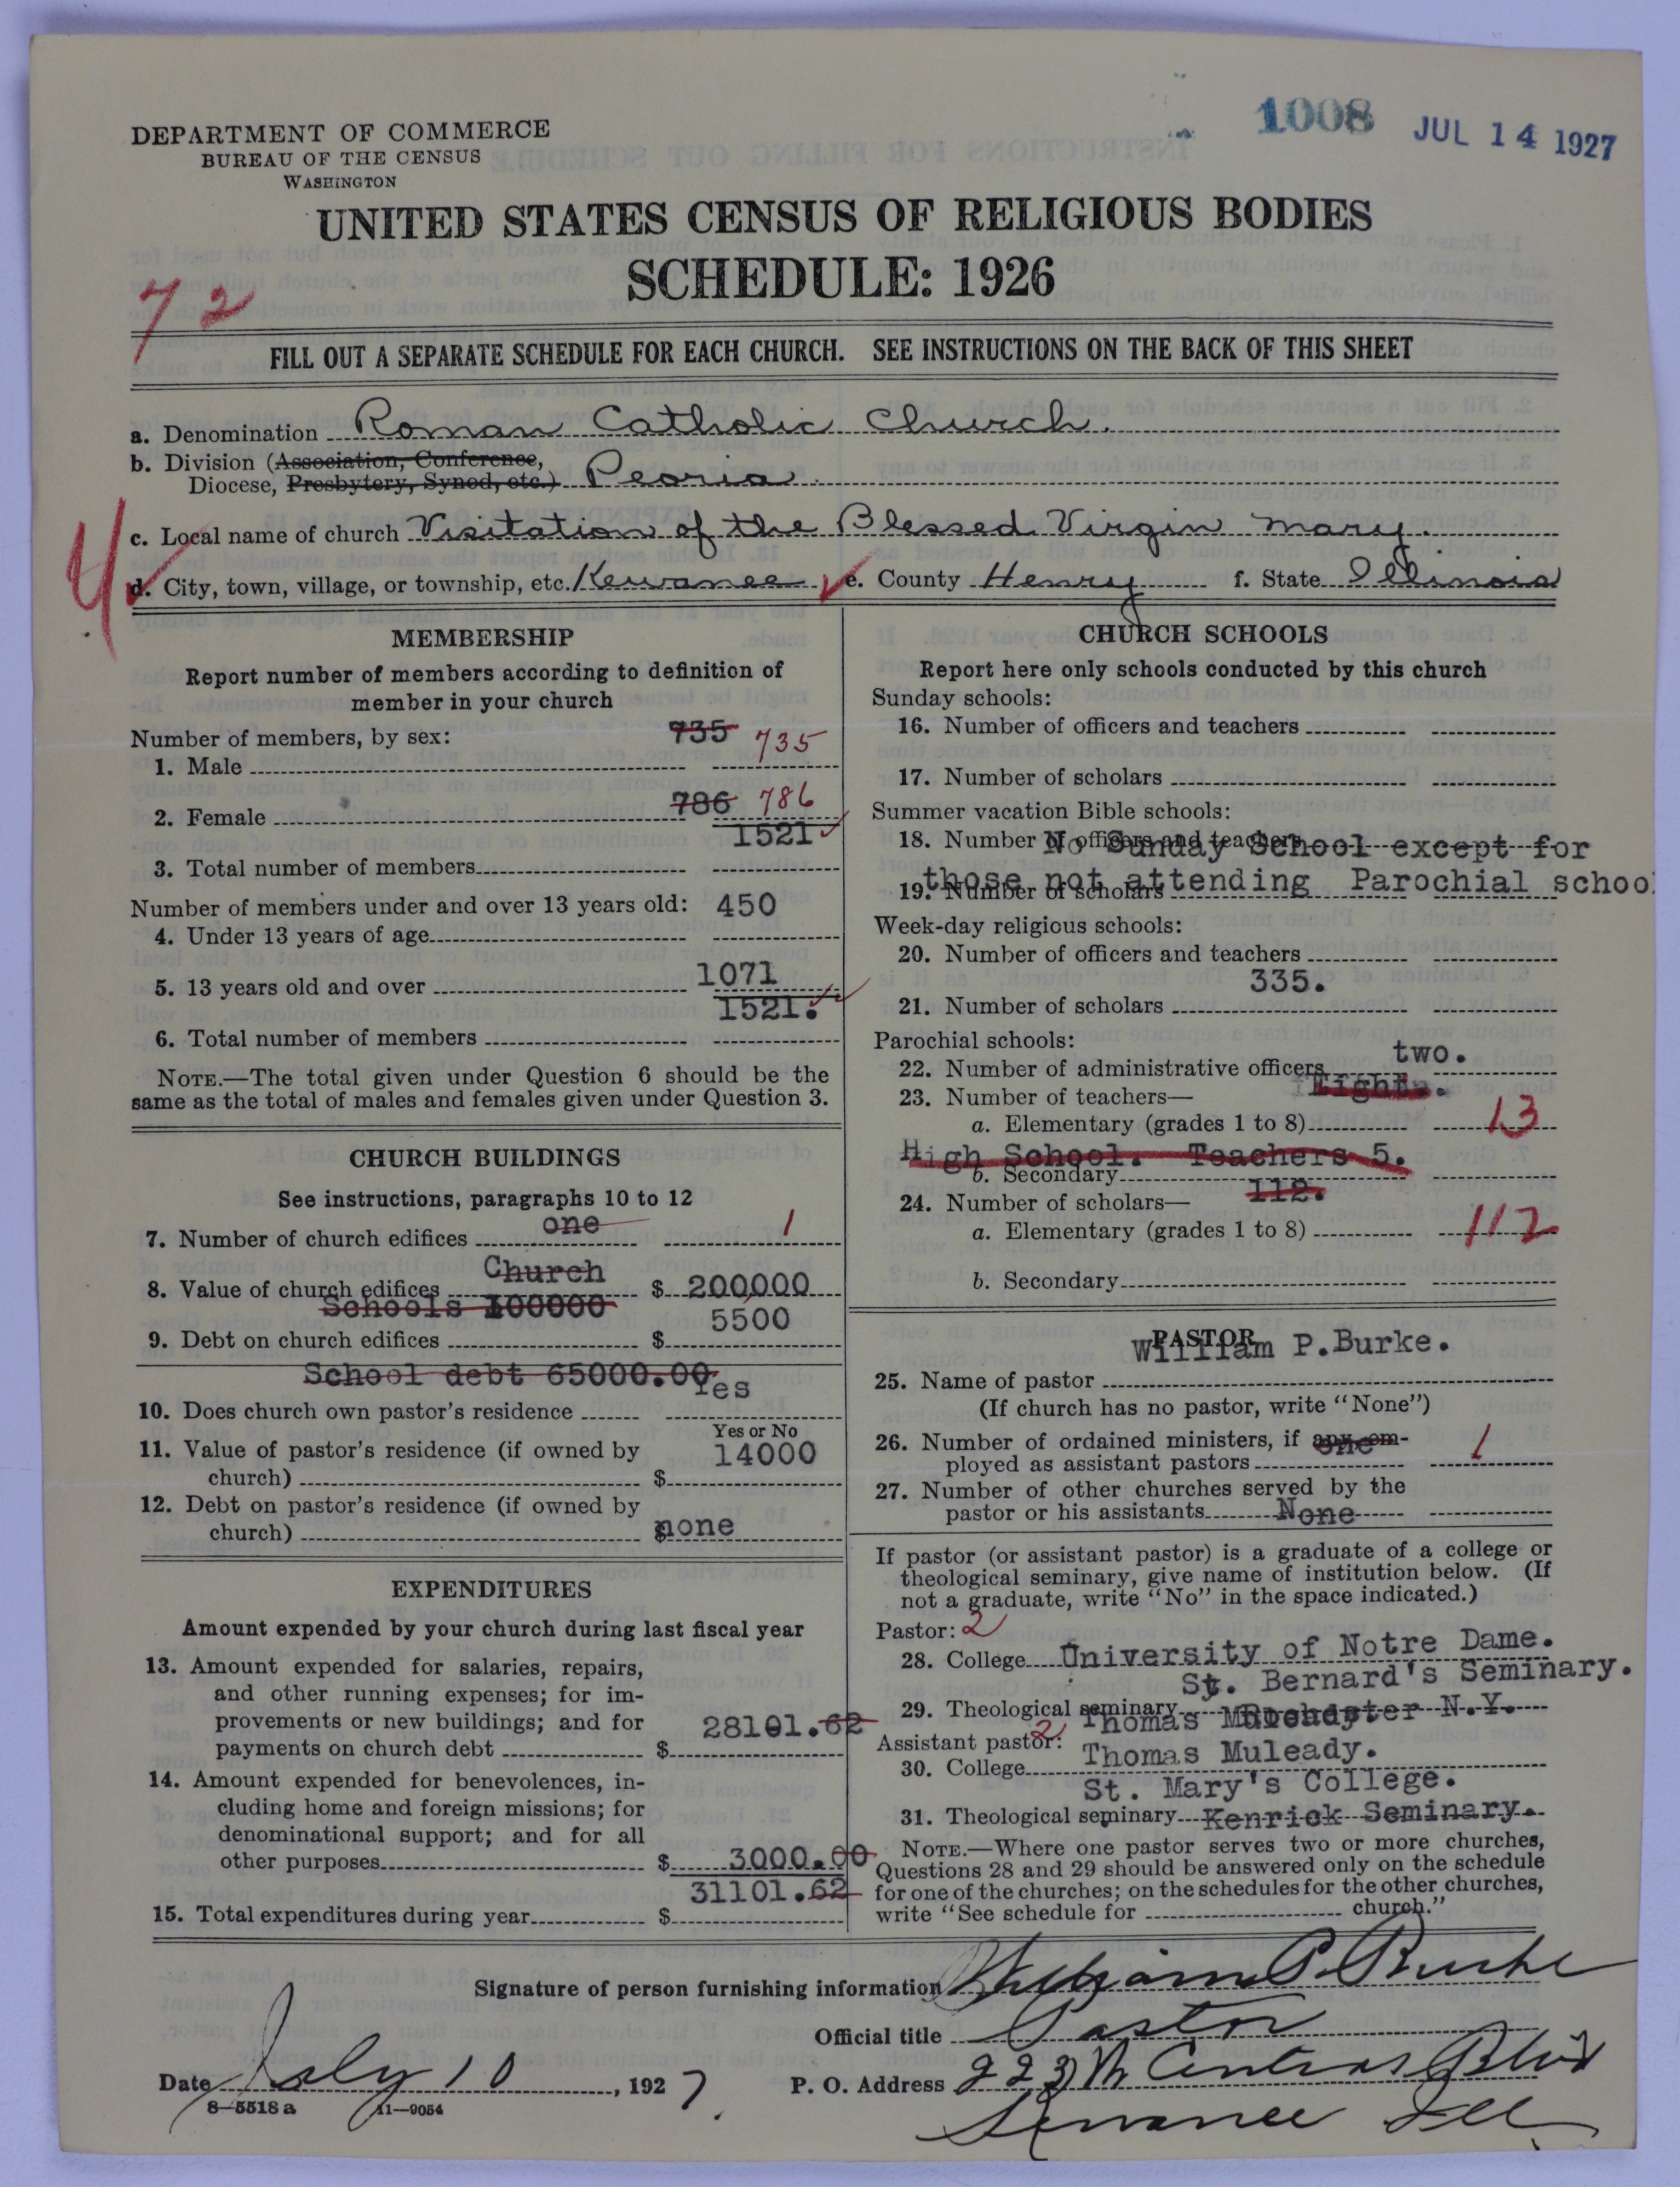 1008 JUL 14 1927
DEPARTMENT OF COMMERCE
BUREAU OF THE CENSUS
WASHINGTON
UNITED STATES CENSUS OF RELIGIOUS BODIES
SCHEDULE: 1926
72
FILL OUT A SEPARATE SCHEDULE FOR EACH CHURCH. SEE INSTRUCTIONS ON THE BACK OF THIS SHEET
a. Denomination Roman Catholic Church.
b. Division (Association, Conference,
Diocese, Presbytery, Synod, etc.) Peoria.
4
c. Local name of church Visitation of the Blessed Virgin Mary.
d. City, town, village, or township, etc. Kewanee e. County Henry f. State Illinois
MEMBERSHIP
Report number of members according to definition of
member in your church
Number of members, by sex: 735 735
1. Male
786 786
2. Female
1521
3. Total number of members
Number of members under and over 13 years old: 450
4. Under 13 years of age
1071
5. 13 years old and over
1521.
6. Total number of members
NOTE.—The total given under Question 6 should be the
same as the total of males and females given under Question 3.
CHURCH BUILDINGS
See instructions, paragraphs 10 to 12
7. Number of church edifices one 1
Church
8. Value of church edifices $ 200000
Schools 100000
5500
9. Debt on church edifices $
School debt 65000.00
Yes
10. Does church own pastor's residence
Yes or No
11. Value of pastor's residence (if owned by 14000
church) $
12. Debt on pastor's residence (if owned by
church) $ none
EXPENDITURES
Amount expended by your church during last fiscal year
13. Amount expended for salaries, repairs,
and other running expenses; for im-
provements or new buildings; and for 28101.62
payments on church debt $
14. Amount expended for benevolences, in-
cluding home and foreign missions; for
denominational support; and for all
other purposes $ 3000.00
31101.62
15. Total expenditures during year $
CHURCH SCHOOLS
Report here only schools conducted by this church
Sunday schools:
16. Number of officers and teachers
17. Number of scholars
Summer vacation Bible schools:
18. Number of officers and teachers
No Sunday School except for
those not attending Parochial schoo
19. Number of scholars
Week-day religious schools:
20. Number of officers and teachers
335.
21. Number of scholars
Parochial schools:
two.
22. Number of administrative officers
Eight.
23. Number of teachers—
a. Elementary (grades 1 to 8) 13
High School. Teachers 5.
b. Secondary
112.
24. Number of scholars—
a. Elementary (grades 1 to 8) 112
b. Secondary
PASTOR
William P.Burke.
25. Name of pastor
(If church has no pastor, write "None")
26. Number of ordained ministers, if any em- one 1
ployed as assistant pastors
27. Number of other churches served by the
pastor or his assistants None
If pastor (or assistant pastor) is a graduate of a college or
theological seminary, give name of institution below. (If
not a graduate, write "No" in the space indicated.)
Pastor: 2
28. College University of Notre Dame.
St. Bernard's Seminary.
29. Theological seminary Rochester N.Y.
Thomas Muleady.
Assistant pastor: 2
30. College Thomas Muleady.
St. Mary's College.
31. Theological seminary Kenrick Seminary.
NOTE.—Where one pastor serves two or more churches,
Questions 28 and 29 should be answered only on the schedule
for one of the churches; on the schedules for the other churches,
write "See schedule for church."
Signature of person furnishing information William P. Burke
Official title Pastor
Date July 10, 1927.
P. O. Address 223 N Central Blvd
Kewanee Ill
8—5518 a 11—9054